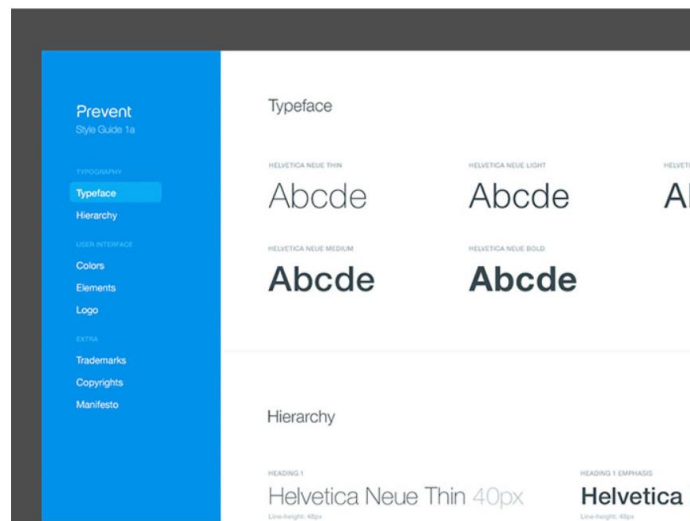 Prevent
Style Guide 1a
TYPOGRAPHY
Typeface
Hierarchy
USER INTERFACE
Colors
Elements
Logo
EXTRA
Trademarks
Copyrights
Manifesto
Typeface
HELVETICA NEUE THIN
Abcde
HELVETICA NEUE LIGHT
Abcde
HELVETI
Al
HELVETICA NEUE MEDIUM
Abcde
HELVETICA NEUE BOLD
Abcde
Hierarchy
HEADING 1
Helvetica Neue Thin 40px
Line-height: 48px
HEADING 1 EMPHASIS
Helvetica
Line-height: 48px